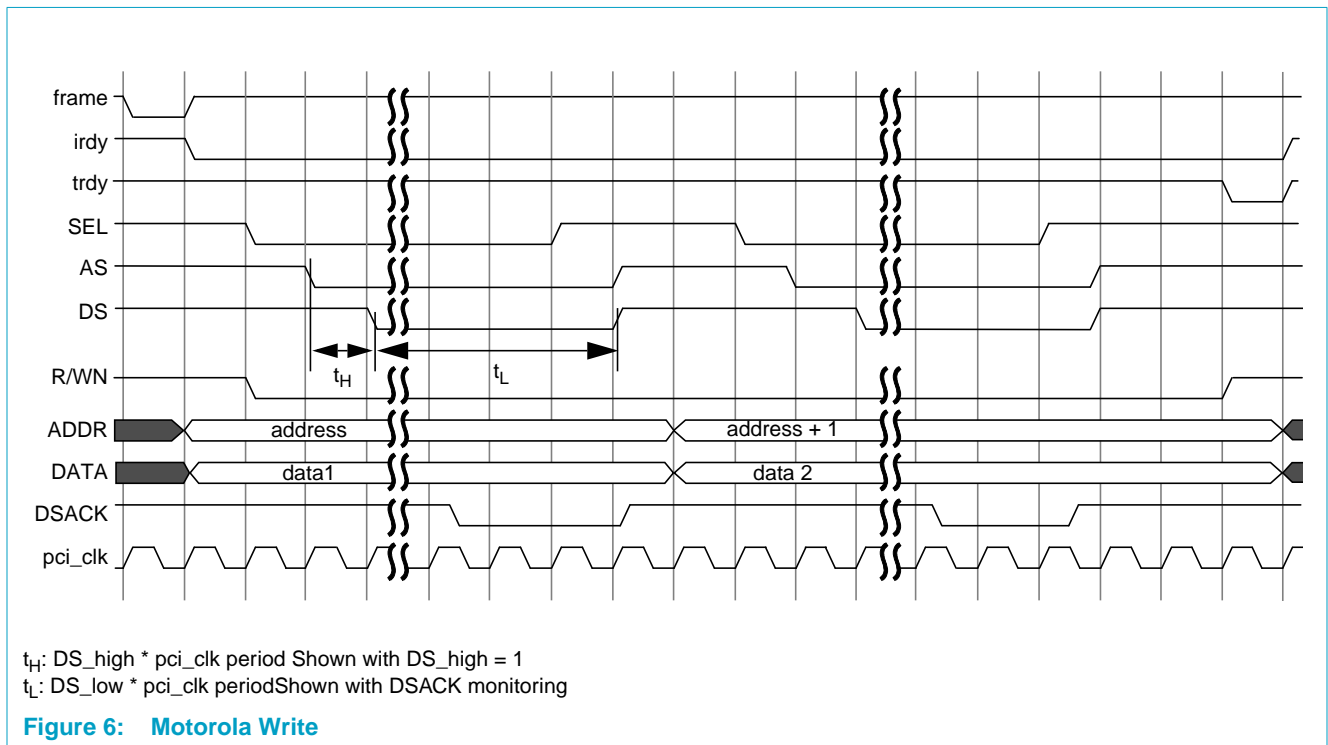 frame
irdy
trdy
SEL
AS
DS
tH
tL
R/WN
ADDR
address
address + 1
DATA
data1
data 2
DSACK
pci_clk
tH: DS_high * pci_clk period Shown with DS_high = 1
tL: DS_low * pci_clk periodShown with DSACK monitoring
Figure 6: Motorola Write